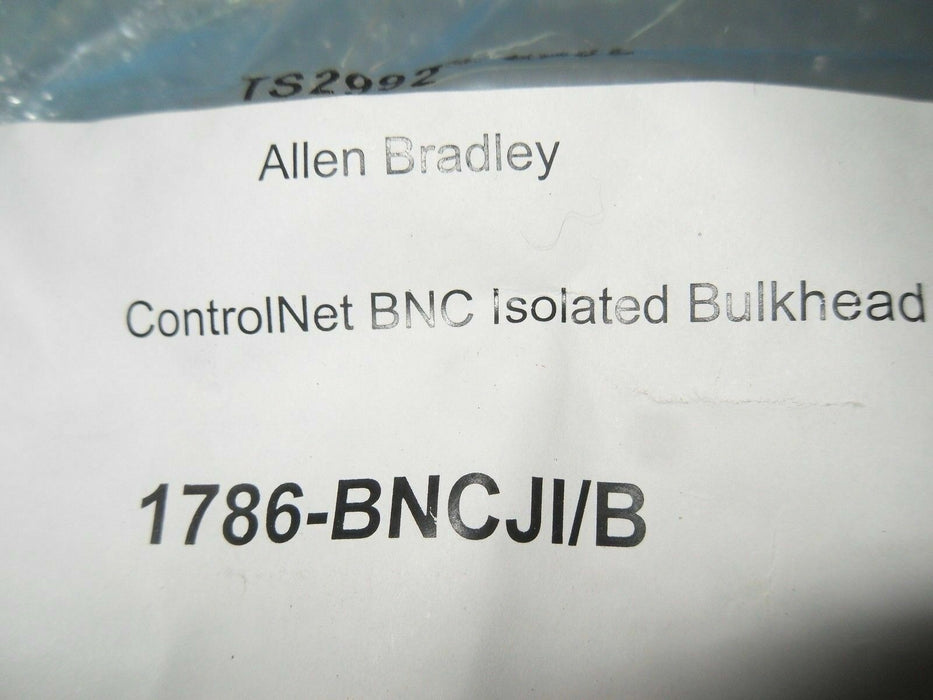 TS2992
Allen Bradley
ControlNet BNC Isolated Bulkhead
1786-BNCJI/B